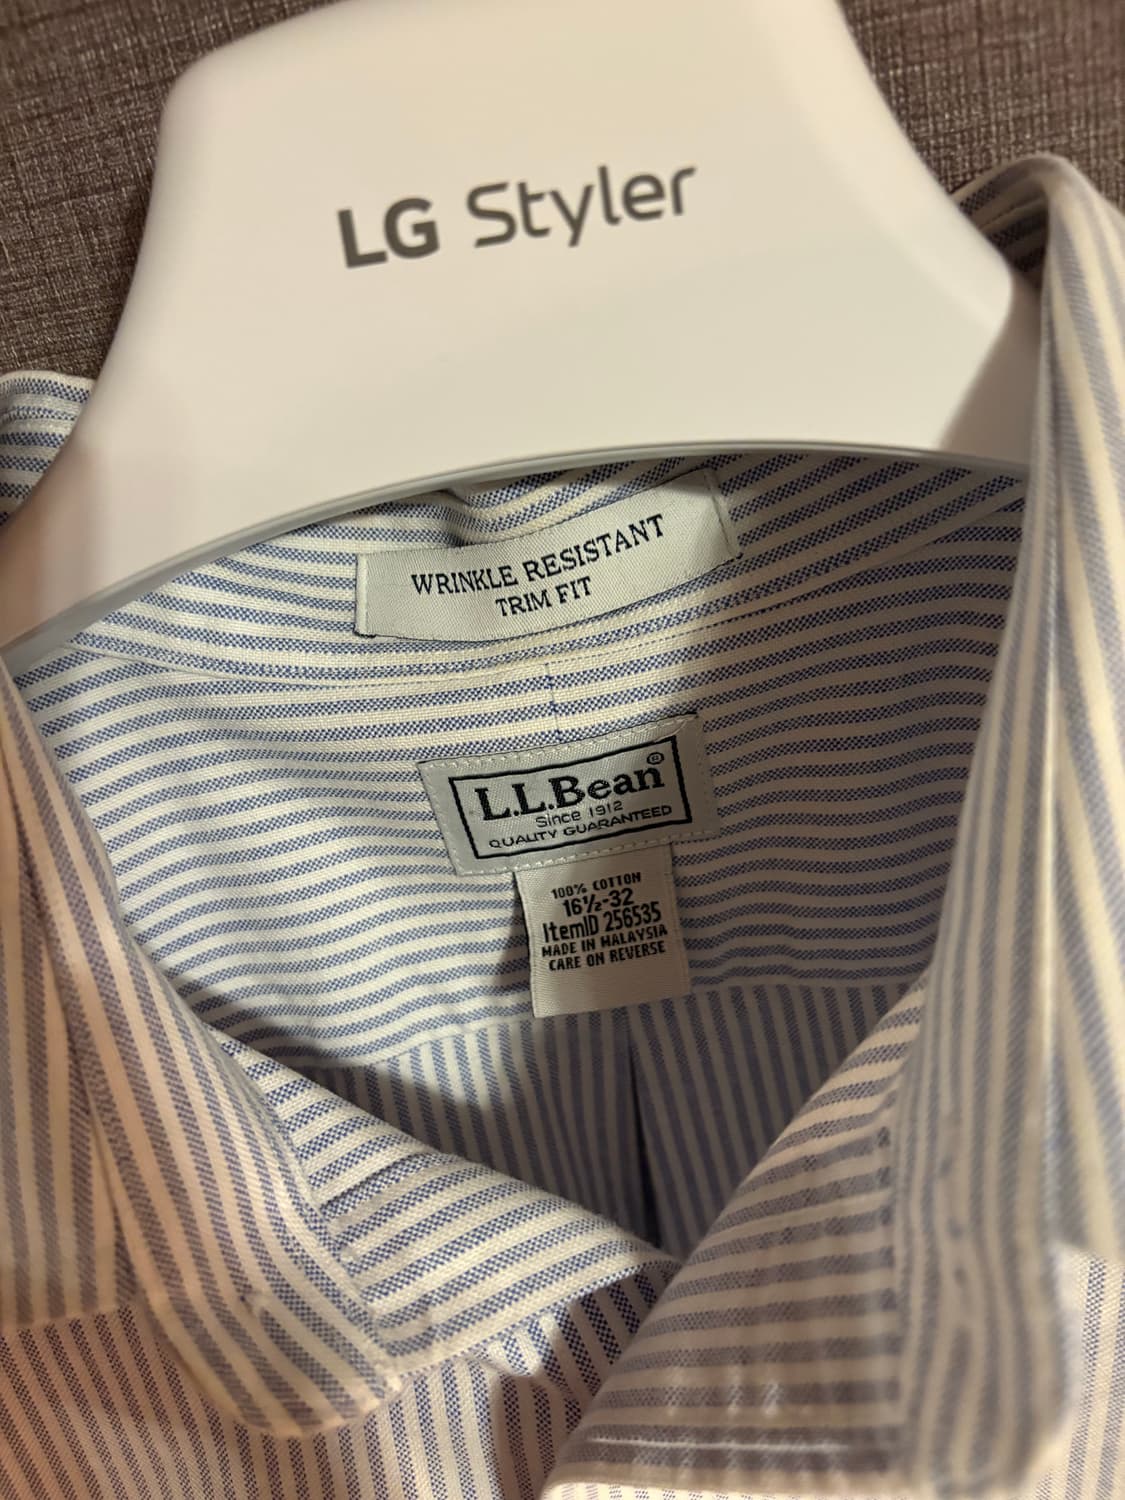 LG Styler
WRINKLE RESISTANT
TRIM FIT
L.L.Bean®
Since 1912
QUALITY GUARANTEED
100% COTTON
16½-32
ItemID 256535
MADE IN MALAYSIA
CARE ON REVERSE